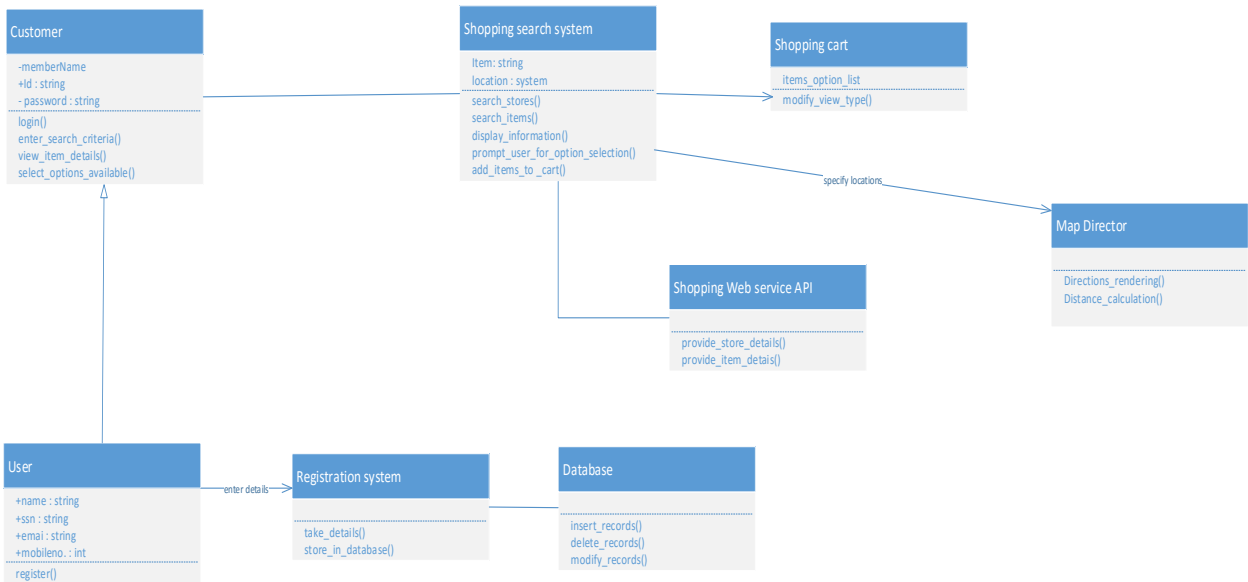 Customer
-memberName
+Id : string
- password : string
login()
enter_search_criteria()
view_item_details()
select_options_available()
Shopping search system
Item: string
location : system
search_stores()
search_items()
display_information()
prompt_user_for_option_selection()
add_items_to _cart()
Shopping cart
items_option_list
modify_view_type()
specify locations
Map Director
Directions_rendering()
Distance_calculation()
Shopping Web service API
provide_store_details()
provide_item_detais()
User
+name : string
+ssn : string
+emai : string
+mobileno. : int
register()
enter details
Registration system
take_details()
store_in_database()
Database
insert_records()
delete_records()
modify_records()